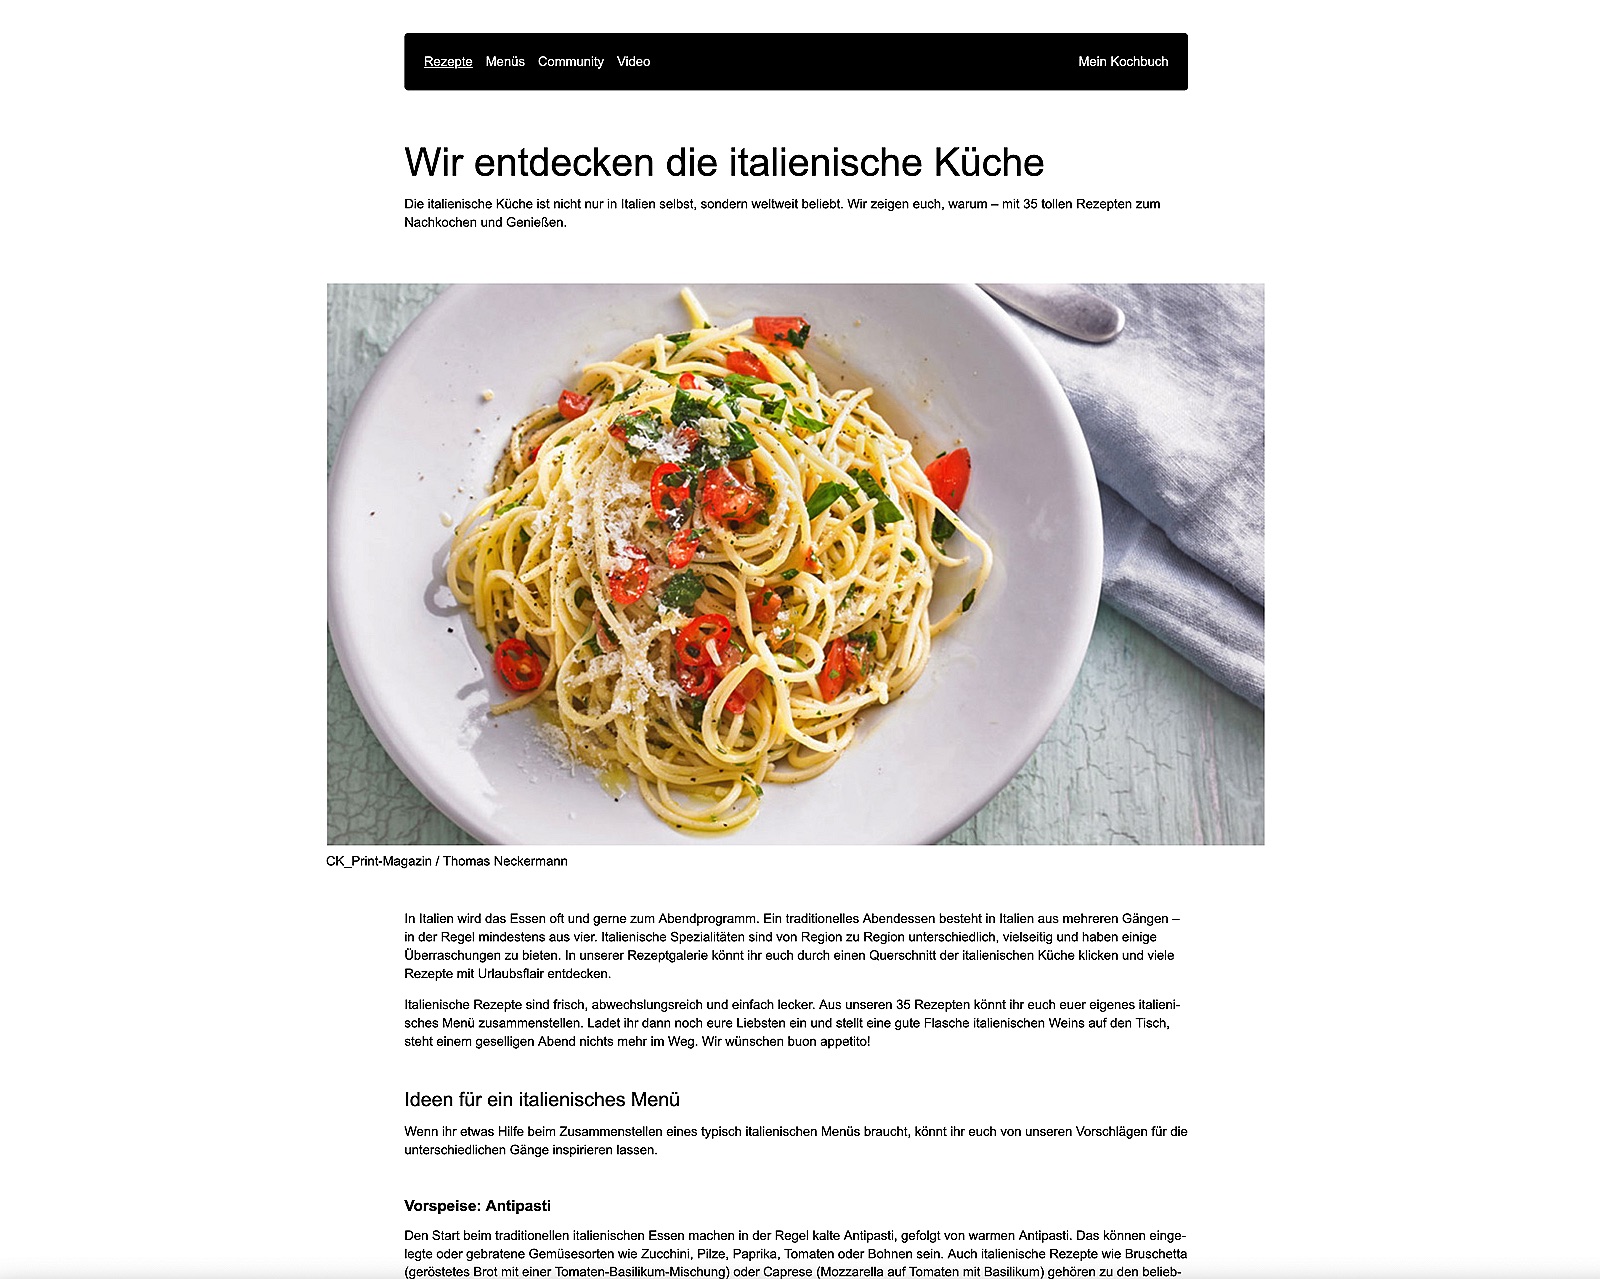 Rezepte Menüs Community Video Mein Kochbuch
Wir entdecken die italienische Küche
Die italienische Küche ist nicht nur in Italien selbst, sondern weltweit beliebt. Wir zeigen euch, warum – mit 35 tollen Rezepten zum
Nachkochen und Genießen.
CK_Print-Magazin / Thomas Neckermann
In Italien wird das Essen oft und gerne zum Abendprogramm. Ein traditionelles Abendessen besteht in Italien aus mehreren Gängen –
in der Regel mindestens aus vier. Italienische Spezialitäten sind von Region zu Region unterschiedlich, vielseitig und haben einige
Überraschungen zu bieten. In unserer Rezeptgalerie könnt ihr euch durch einen Querschnitt der italienischen Küche klicken und viele
Rezepte mit Urlaubsflair entdecken.
Italienische Rezepte sind frisch, abwechslungsreich und einfach lecker. Aus unseren 35 Rezepten könnt ihr euch euer eigenes italieni-
sches Menü zusammenstellen. Ladet ihr dann noch eure Liebsten ein und stellt eine gute Flasche italienischen Weins auf den Tisch,
steht einem geselligen Abend nichts mehr im Weg. Wir wünschen buon appetito!
Ideen für ein italienisches Menü
Wenn ihr etwas Hilfe beim Zusammenstellen eines typisch italienischen Menüs braucht, könnt ihr euch von unseren Vorschlägen für die
unterschiedlichen Gänge inspirieren lassen.
Vorspeise: Antipasti
Den Start beim traditionellen italienischen Essen machen in der Regel kalte Antipasti, gefolgt von warmen Antipasti. Das können einge-
legte oder gebratene Gemüsesorten wie Zucchini, Pilze, Paprika, Tomaten oder Bohnen sein. Auch italienische Rezepte wie Bruschetta
(geröstetes Brot mit einer Tomaten-Basilikum-Mischung) oder Caprese (Mozzarella auf Tomaten mit Basilikum) gehören zu den belieb-